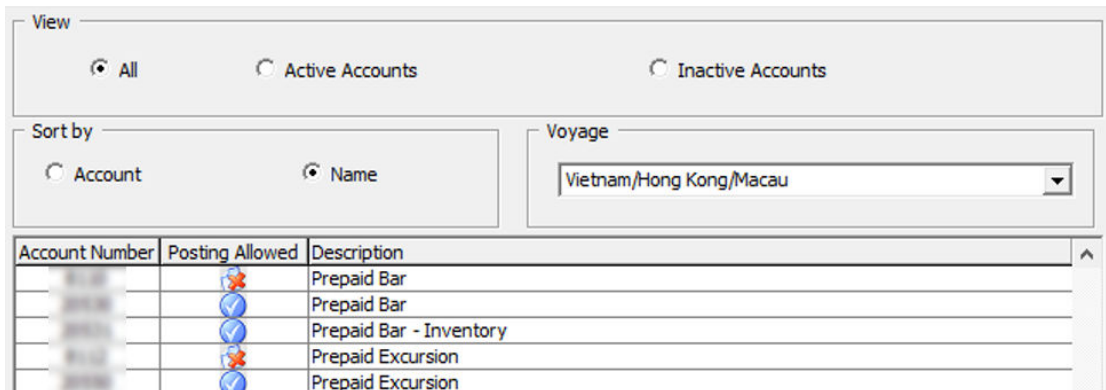 View
All Active Accounts Inactive Accounts
Sort by Voyage
Account Name Vietnam/Hong Kong/Macau
Account Number Posting Allowed Description
Prepaid Bar
Prepaid Bar
Prepaid Bar - Inventory
Prepaid Excursion
Prepaid Excursion